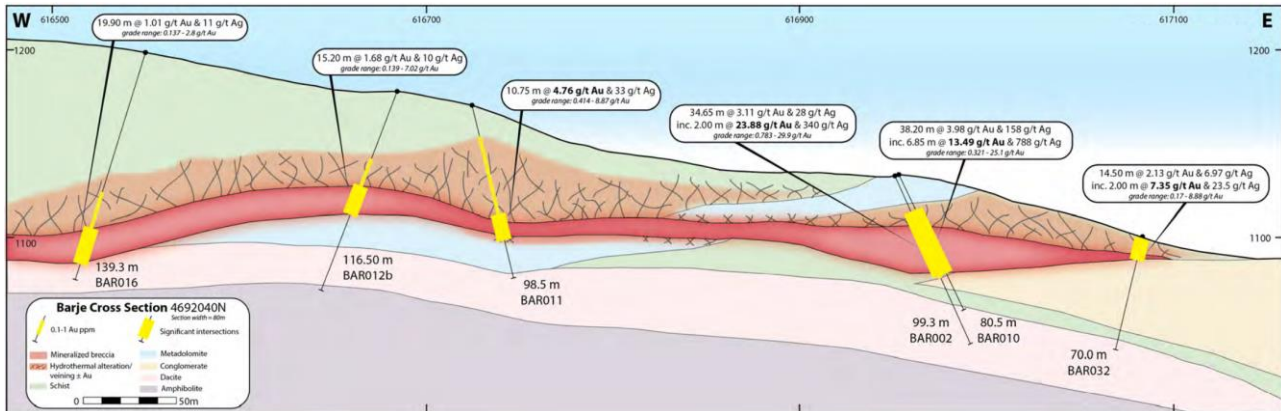 W
616500
616700
616900
617100
E
1200
1200
1100
1100
19.90 m @ 1.01 g/t Au & 11 g/t Ag
grade range: 0.137 - 2.8 g/t Au
15.20 m @ 1.68 g/t Au & 10 g/t Ag
grade range: 0.139 - 7.02 g/t Au
10.75 m @ 4.76 g/t Au & 33 g/t Ag
grade range: 0.414 - 8.87 g/t Au
34.65 m @ 3.11 g/t Au & 28 g/t Ag
inc. 2.00 m @ 23.88 g/t Au & 340 g/t Ag
grade range: 0.783 - 29.9 g/t Au
38.20 m @ 3.98 g/t Au & 158 g/t Ag
inc. 6.85 m @ 13.49 g/t Au & 788 g/t Ag
grade range: 0.321 - 25.1 g/t Au
14.50 m @ 2.13 g/t Au & 6.97 g/t Ag
inc. 2.00 m @ 7.35 g/t Au & 23.5 g/t Ag
grade range: 0.17 - 8.88 g/t Au
139.3 m
BAR016
116.50 m
BAR012b
98.5 m
BAR011
99.3 m
BAR002
80.5 m
BAR010
70.0 m
BAR032
Barje Cross Section 4692040N
Section width = 80m
0.1-1 Au ppm
Significant intersections
Mineralized breccia
Hydrothermal alteration/
veining ± Au
Schist
Metadolomite
Conglomerate
Dacite
Amphibolite
0
50m